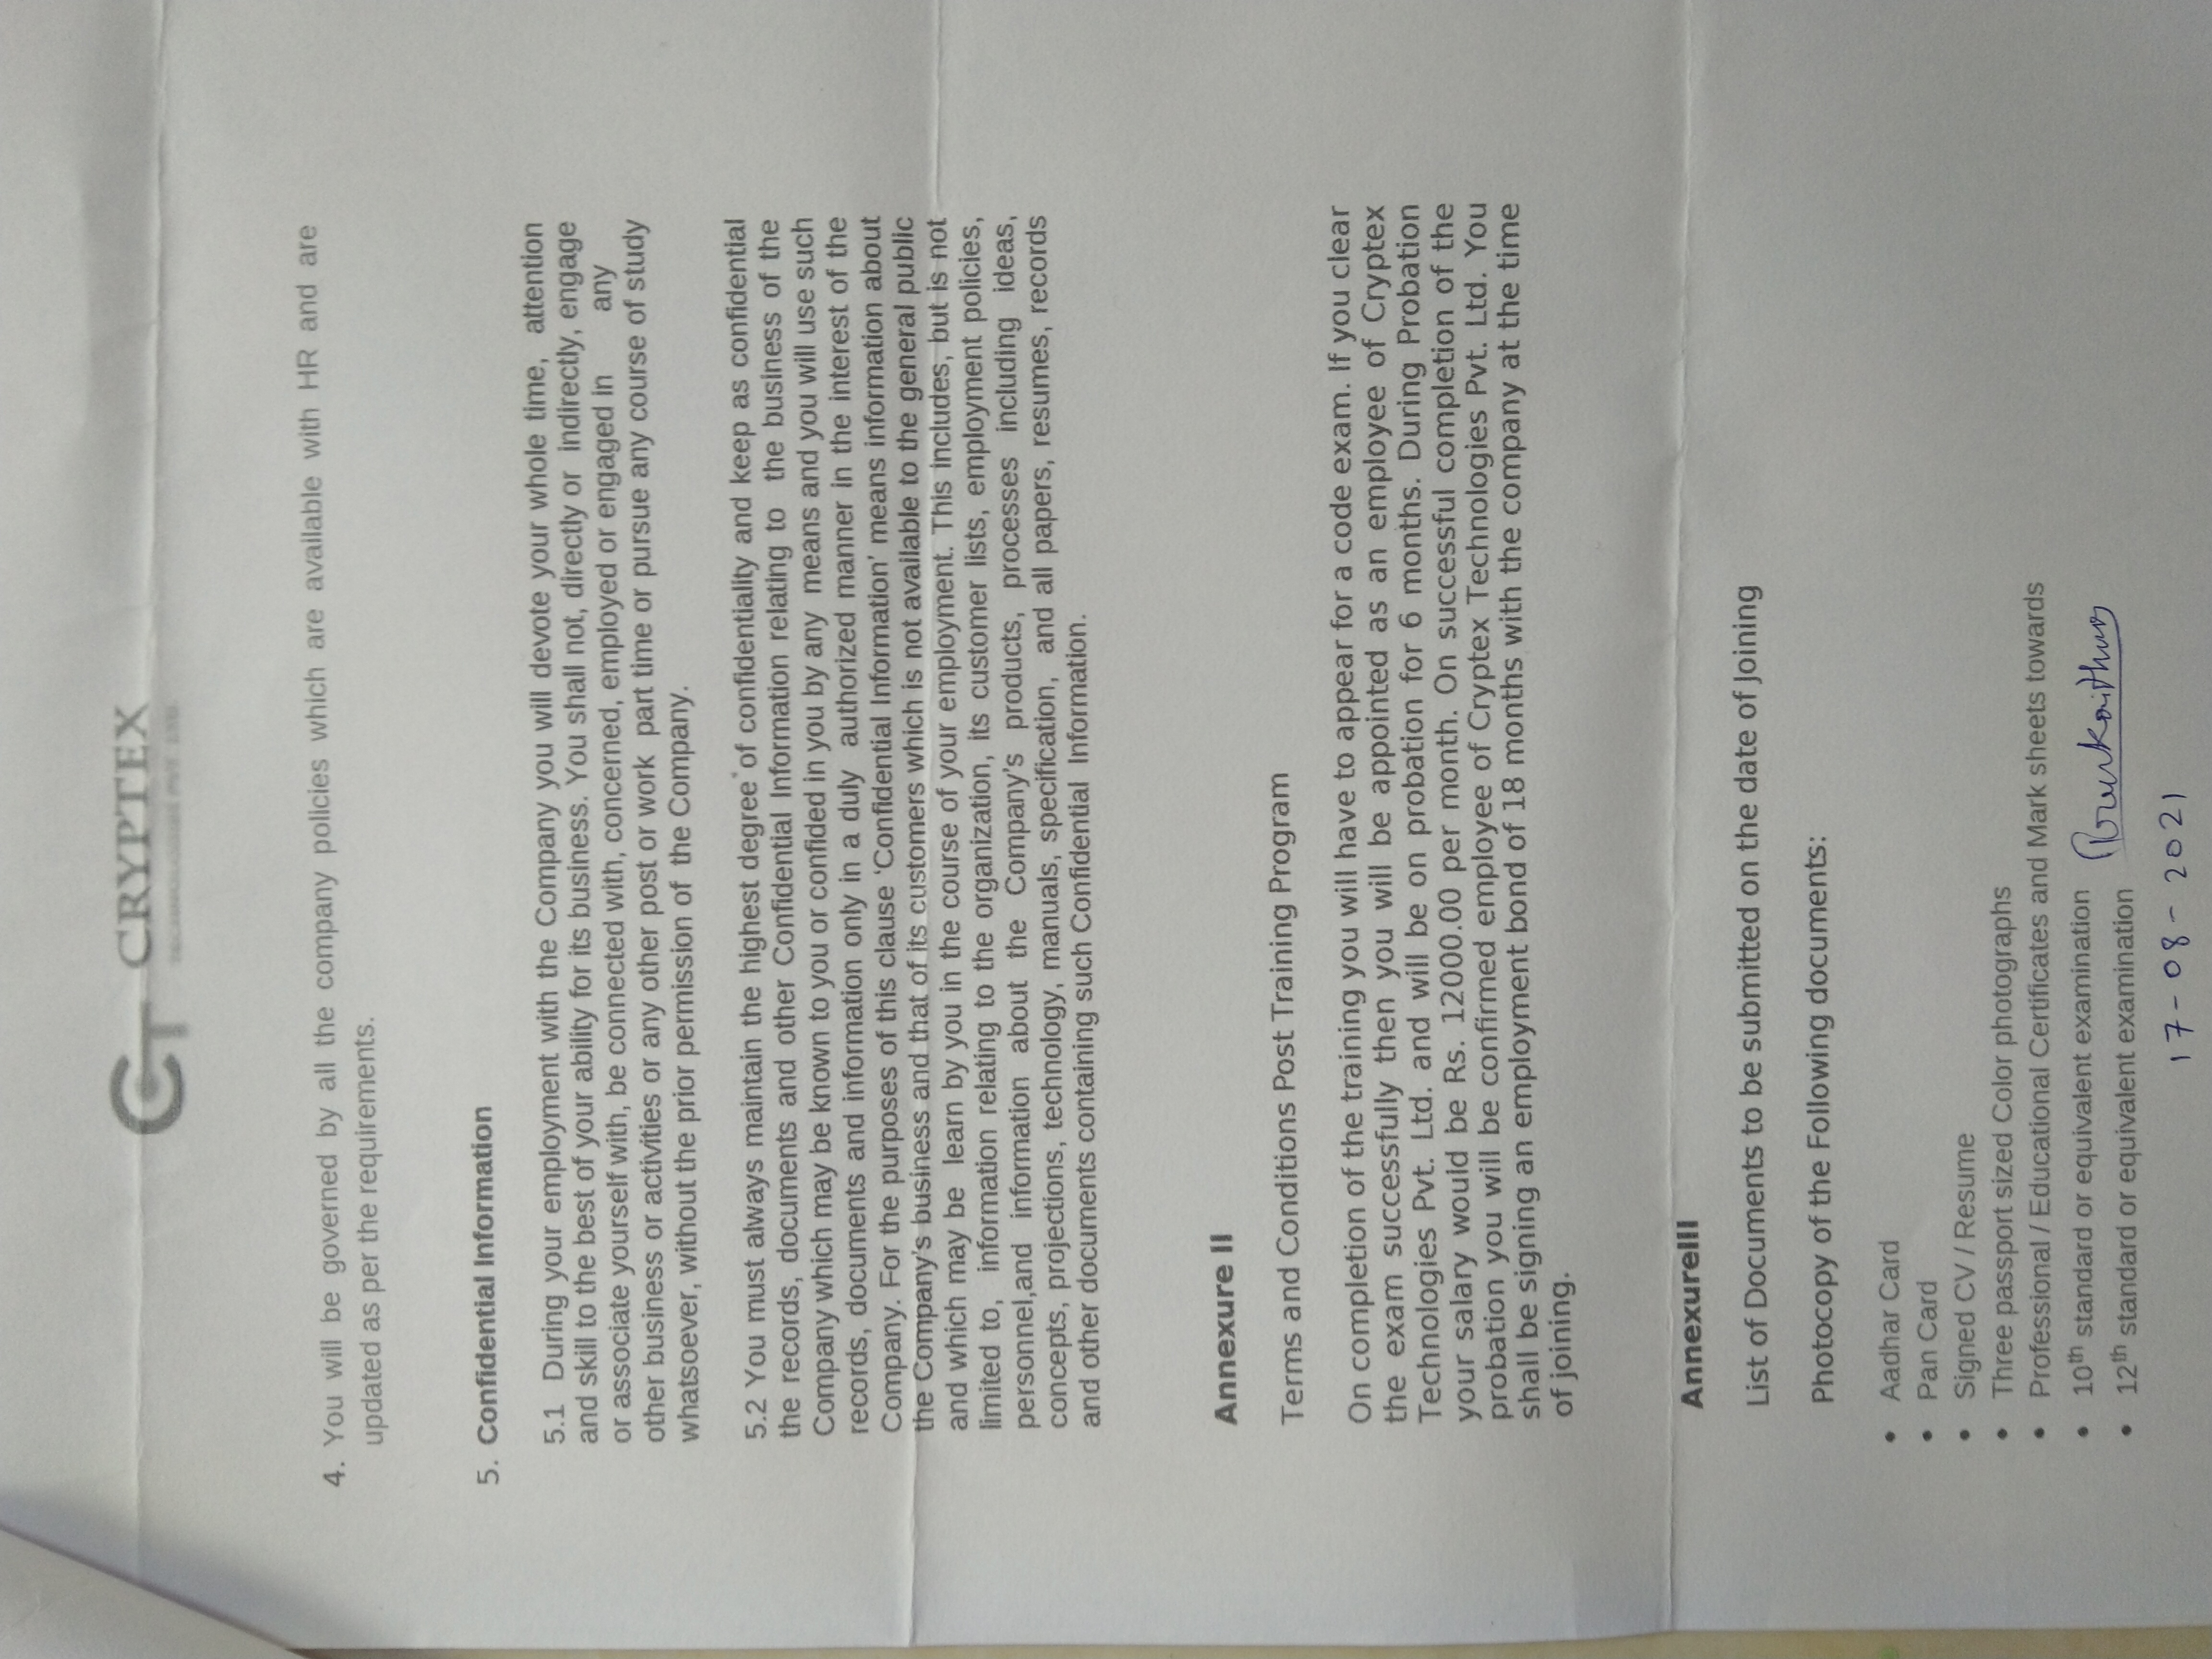 CRYPTEX
4. You will be governed by all the company policies which are available with HR and are
updated as per the requirements.
5. Confidential Information
5.1 During your employment with the Company you will devote your whole time, attention
and skill to the best of your ability for its business. You shall not, directly or indirectly, engage
or associate yourself with, be connected with, concerned, employed or engaged in any
other business or activities or any other post or work part time or pursue any course of study
whatsoever, without the prior permission of the Company.
5.2 You must always maintain the highest degree of confidentiality and keep as confidential
the records, documents and other Confidential Information relating to the business of the
Company which may be known to you or confided in you by any means and you will use such
records, documents and information only in a duly authorized manner in the interest of the
Company. For the purposes of this clause ‘Confidential Information’ means information about
the Company’s business and that of its customers which is not available to the general public
and which may be learn by you in the course of your employment. This includes, but is not
limited to, information relating to the organization, its customer lists, employment policies,
personnel,and information about the Company’s products, processes including ideas,
concepts, projections, technology, manuals, specification, and all papers, resumes, records
and other documents containing such Confidential Information.
Annexure II
Terms and Conditions Post Training Program
On completion of the training you will have to appear for a code exam. If you clear
the exam successfully then you will be appointed as an employee of Cryptex
Technologies Pvt. Ltd. and will be on probation for 6 months. During Probation
your salary would be Rs. 12000.00 per month. On successful completion of the
probation you will be confirmed employee of Cryptex Technologies Pvt. Ltd. You
shall be signing an employment bond of 18 months with the company at the time
of joining.
AnnexureIII
List of Documents to be submitted on the date of joining
Photocopy of the Following documents:
• Aadhar Card
• Pan Card
• Signed CV / Resume
• Three passport sized Color photographs
• Professional / Educational Certificates and Mark sheets towards
• 10th standard or equivalent examination
• 12th standard or equivalent examination
17-08-2021